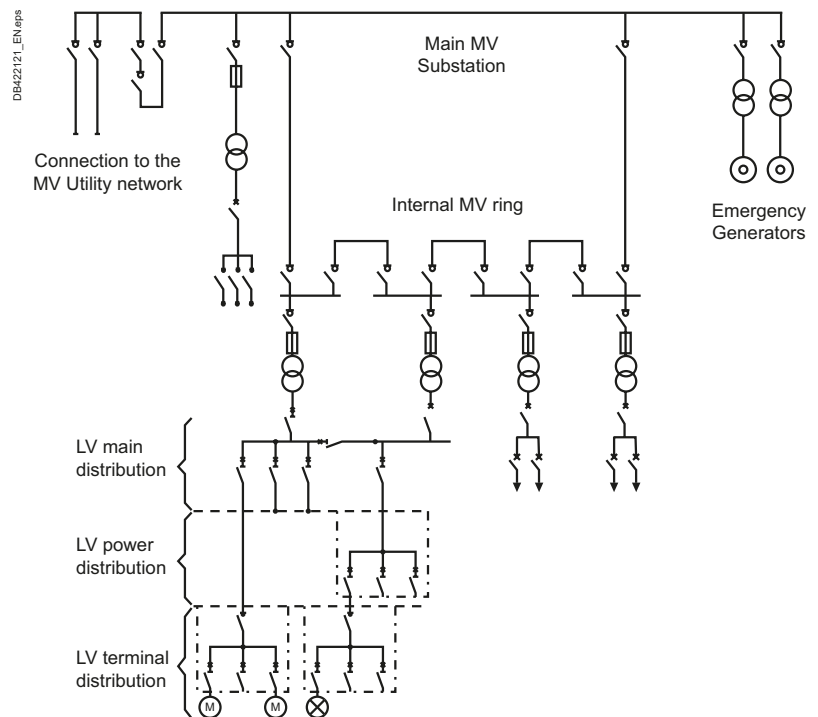 DB422121_EN.eps
Main MV
Substation
Connection to the
MV Utility network
Internal MV ring
Emergency
Generators
LV main
distribution
LV power
distribution
LV terminal
distribution
M
M